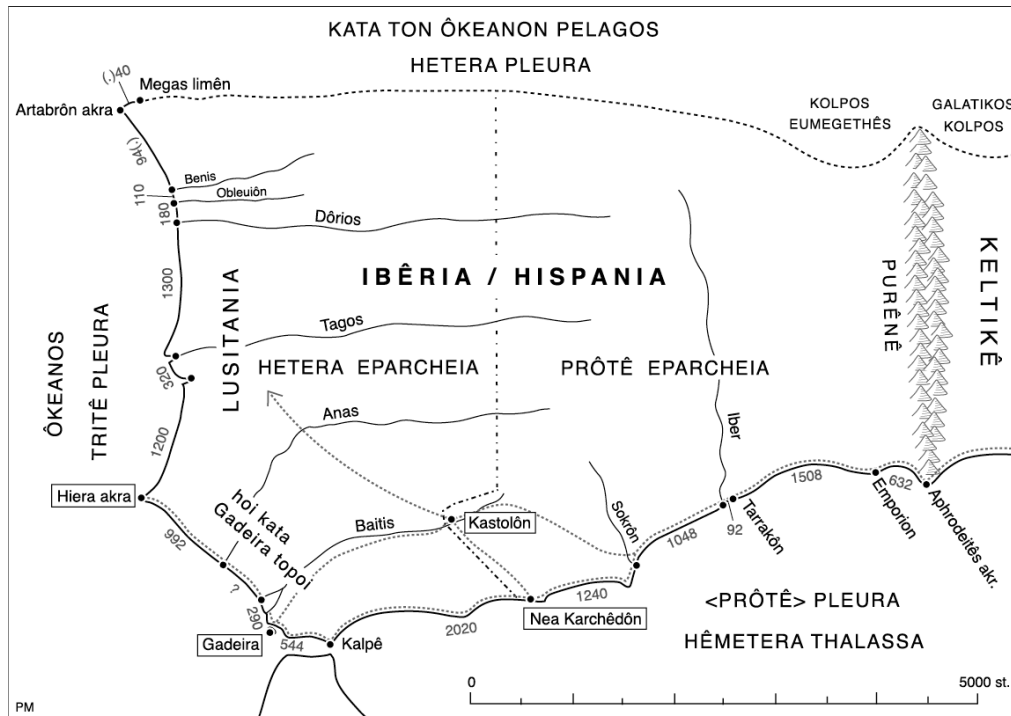 KATA TON ÔKEANON PELAGOS
HETERA PLEURA
(.)40
Megas limên
Artabrôn akra
KOLPOS
EUMEGETHÊS
GALATIKOS
KOLPOS
94(.)
Benis
110
Obleuiôn
180
Dôrios
1300
IBÊRIA / HISPANIA
PURÊNÊ
KELTIKÊ
ÔKEANOS
TRITÊ PLEURA
LUSITANIA
Tagos
320
HETERA EPARCHEIA
PRÔTÊ EPARCHEIA
Anas
Iber
1200
Hiera akra
hoi kata
Gadeira topoi
Baitis
Kastolôn
Sokrôn
1048
92
Tarrakôn
1508
Emporion
632
Aphrodeitês akr.
992
?
290
Gadeira
544
Kalpê
2020
Nea Karchêdôn
1240
<PRÔTÊ> PLEURA
HÊMETERA THALASSA
0
5000 st.
PM